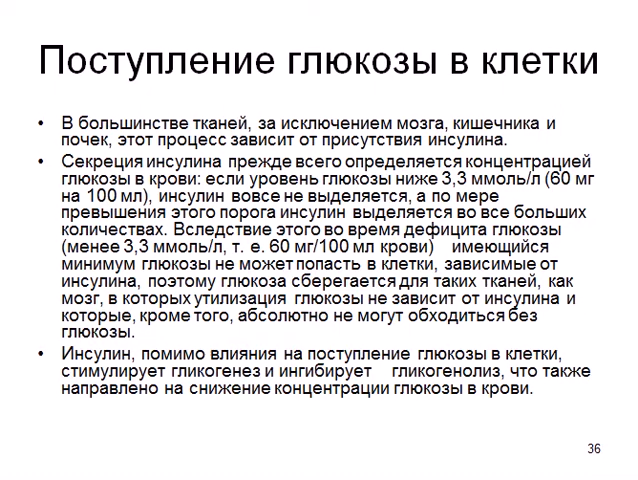 Поступление глюкозы в клетки
• В большинстве тканей, за исключением мозга, кишечника и
почек, этот процесс зависит от присутствия инсулина.
• Секреция инсулина прежде всего определяется концентрацией
глюкозы в крови: если уровень глюкозы ниже 3,3 ммоль/л (60 мг
на 100 мл), инсулин вовсе не выделяется, а по мере
превышения этого порога инсулин выделяется во все больших
количествах. Вследствие этого во время дефицита глюкозы
(менее 3,3 ммоль/л, т. е. 60 мг/100 мл крови) имеющийся
минимум глюкозы не может попасть в клетки, зависимые от
инсулина, поэтому глюкоза сберегается для таких тканей, как
мозг, в которых утилизация глюкозы не зависит от инсулина и
которые, кроме того, абсолютно не могут обходиться без
глюкозы.
• Инсулин, помимо влияния на поступление глюкозы в клетки,
стимулирует гликогенез и ингибирует гликогенолиз, что также
направлено на снижение концентрации глюкозы в крови.
36